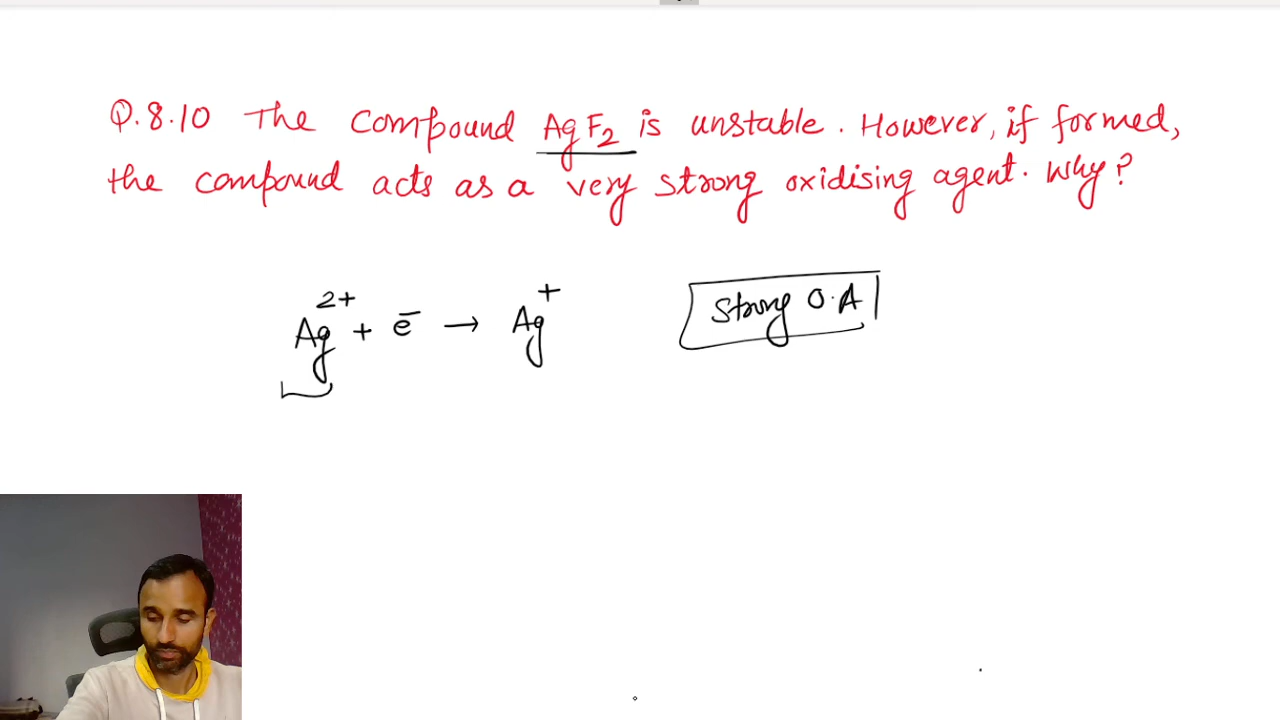 Q.8.10 The compound AgF₂ is unstable. However, if formed,
the compound acts as a very strong oxidising agent. Why?
Ag²⁺ + e⁻ → Ag⁺
Strong O.A